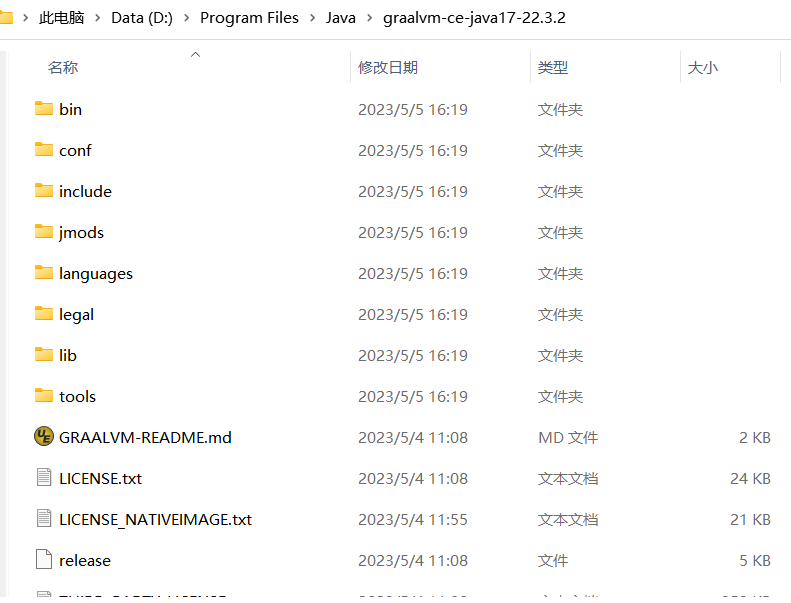 此电脑 > Data (D:) > Program Files > Java > graalvm-ce-java17-22.3.2
名称 修改日期 类型 大小
bin 2023/5/5 16:19 文件夹
conf 2023/5/5 16:19 文件夹
include 2023/5/5 16:19 文件夹
jmods 2023/5/5 16:19 文件夹
languages 2023/5/5 16:19 文件夹
legal 2023/5/5 16:19 文件夹
lib 2023/5/5 16:19 文件夹
tools 2023/5/5 16:19 文件夹
GRAALVM-README.md 2023/5/4 11:08 MD 文件 2 KB
LICENSE.txt 2023/5/4 11:08 文本文档 24 KB
LICENSE_NATIVEIMAGE.txt 2023/5/4 11:55 文本文档 21 KB
release 2023/5/4 11:08 文件 5 KB